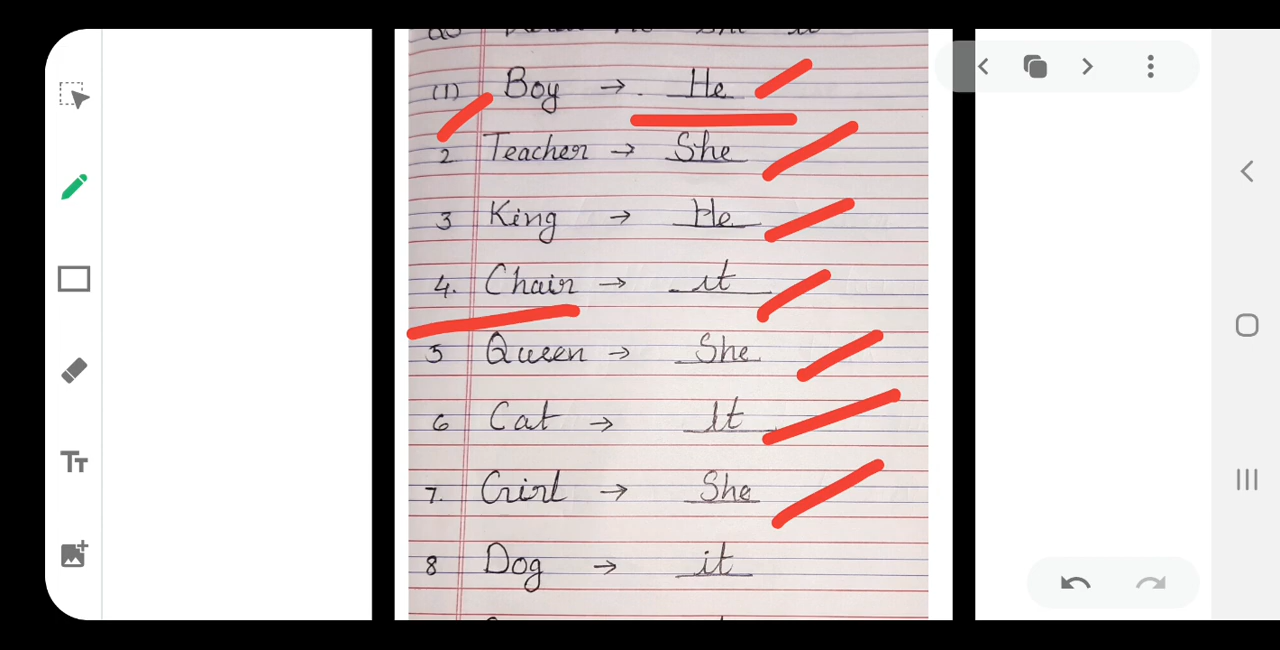 (1) Boy → He
2 Teacher → She
3 King → He
4. Chair → it
5 Queen → She
6 Cat → It
7. Girl → She
8 Dog → it
TT